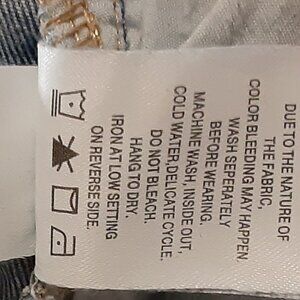 DUE TO THE NATURE OF
THE FABRIC,
COLOR BLEEDING MAY HAPPEN.
WASH SEPERATELY
BEFORE WEARING.
MACHINE WASH, INSIDE OUT,
COLD WATER, DELICATE CYCLE.
DO NOT BLEACH.
HANG TO DRY.
IRON AT LOW SETTING
ON REVERSE SIDE.